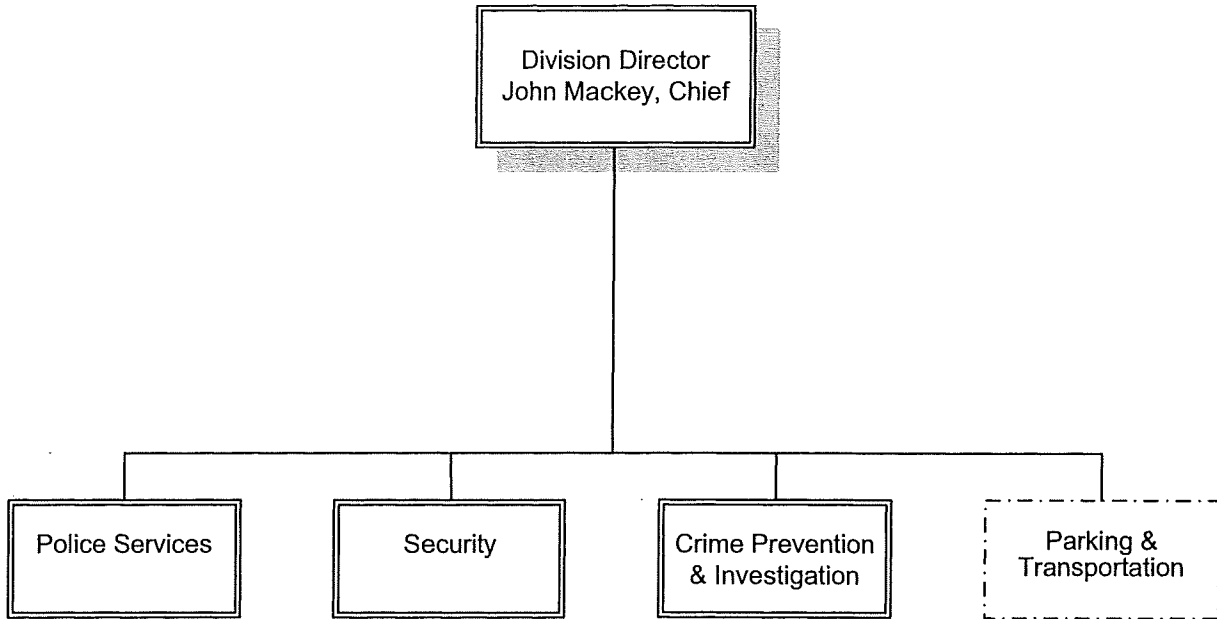 Division Director
John Mackey, Chief
Police Services
Security
Crime Prevention
& Investigation
Parking &
Transportation